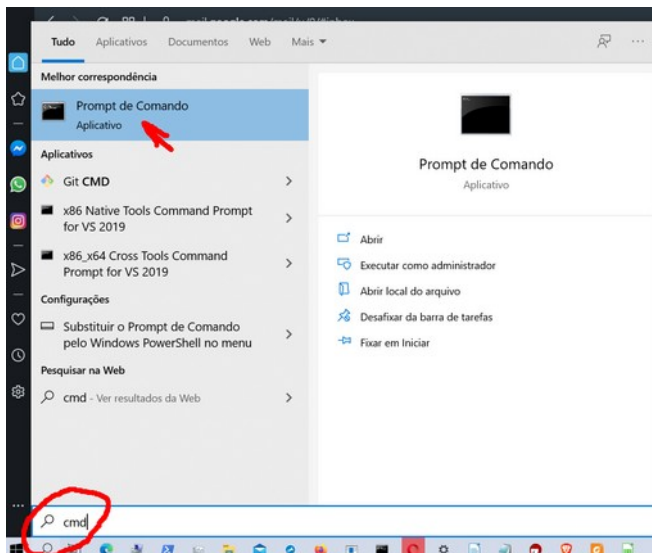 Tudo Aplicativos Documentos Web Mais
Melhor correspondência
Prompt de Comando
Aplicativo
Aplicativos
Git CMD
x86 Native Tools Command Prompt
for VS 2019
x86_x64 Cross Tools Command
Prompt for VS 2019
Configurações
Substituir o Prompt de Comando
pelo Windows PowerShell no menu
Pesquisar na Web
cmd - Ver resultados da Web
cmd
Prompt de Comando
Aplicativo
Abrir
Executar como administrador
Abrir local do arquivo
Desafixar da barra de tarefas
Fixar em Iniciar